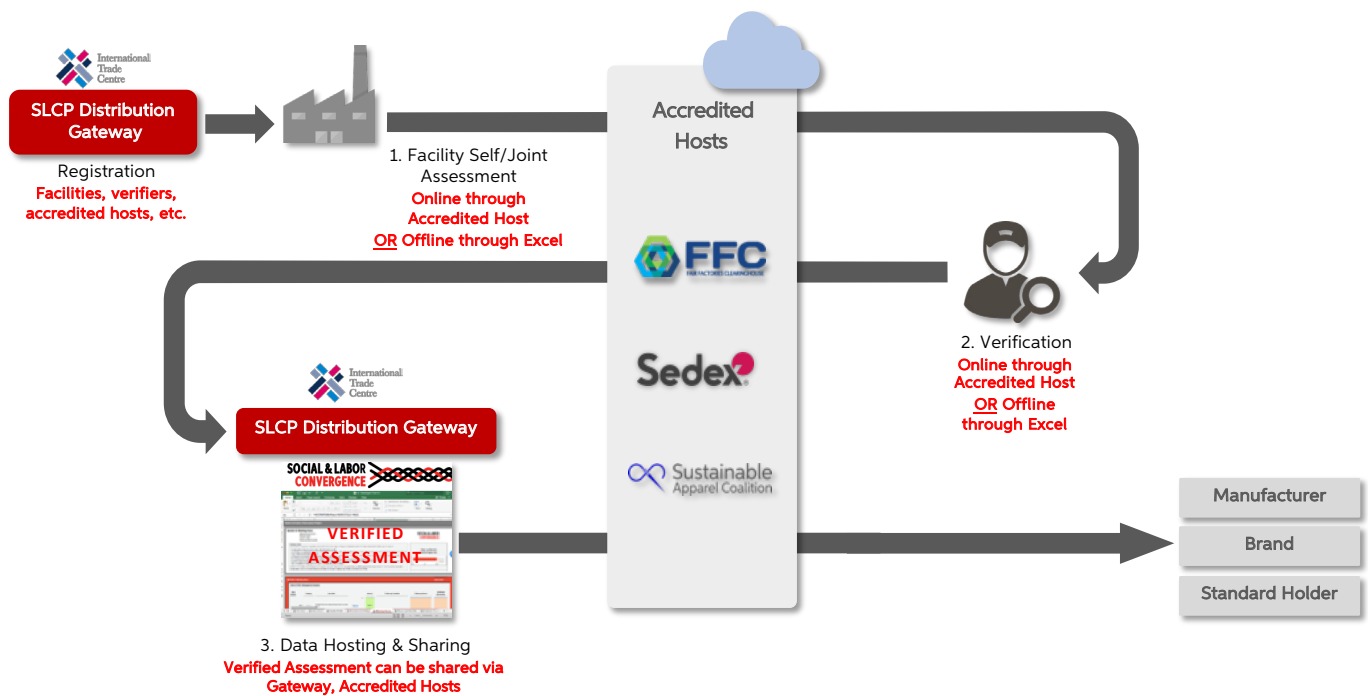 International
Trade
Centre
SLCP Distribution
Gateway
Registration
Facilities, verifiers,
accredited hosts, etc.
1. Facility Self/Joint
Assessment
Online through
Accredited Host
OR Offline through Excel
Accredited
Hosts
FFC
FAIR FACTORIES CLEARINGHOUSE
Sedex
Sustainable
Apparel Coalition
2. Verification
Online through
Accredited Host
OR Offline
through Excel
International
Trade
Centre
SLCP Distribution Gateway
SOCIAL & LABOR
CONVERGENCE
VERIFIED
ASSESSMENT
3. Data Hosting & Sharing
Verified Assessment can be shared via
Gateway, Accredited Hosts
Manufacturer
Brand
Standard Holder